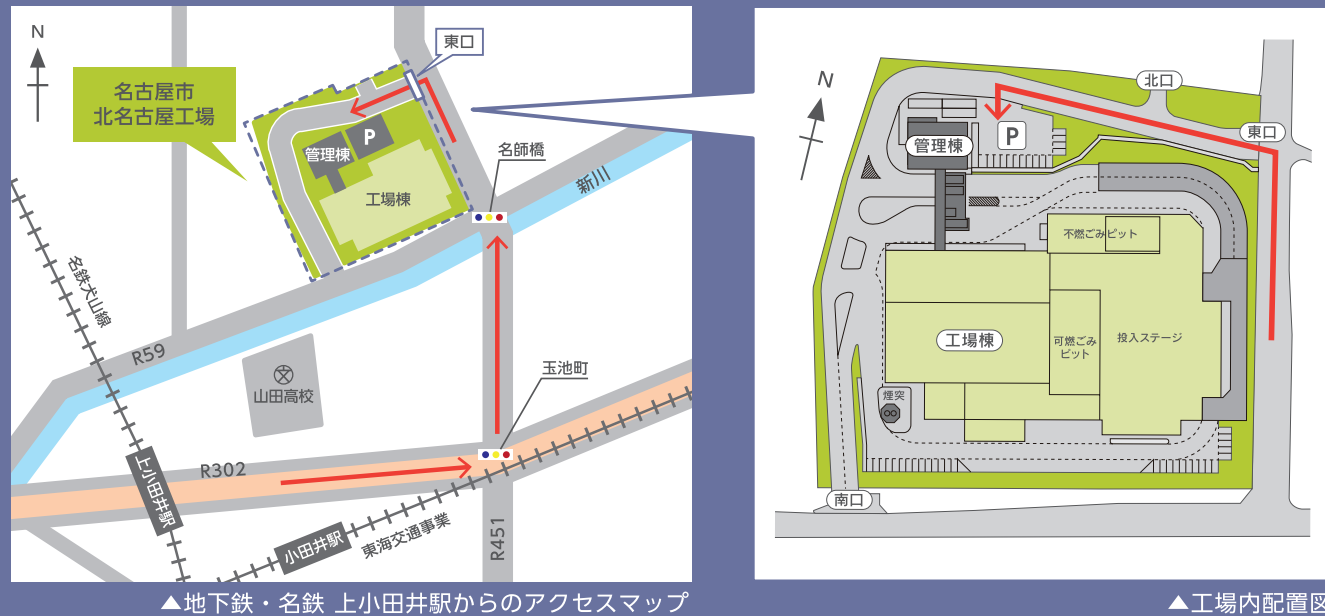 N
東口
名古屋市
北名古屋工場
P
管理棟
工場棟
名師橋
新川
名鉄犬山線
R59
山田高校
玉池町
R302
上小田井駅
小田井駅
東海交通事業
R451
▲地下鉄・名鉄 上小田井駅からのアクセスマップ
N
北口
東口
P
管理棟
不燃ごみピット
工場棟
可燃ごみ
ピット
投入ステージ
煙突
南口
▲工場内配置図